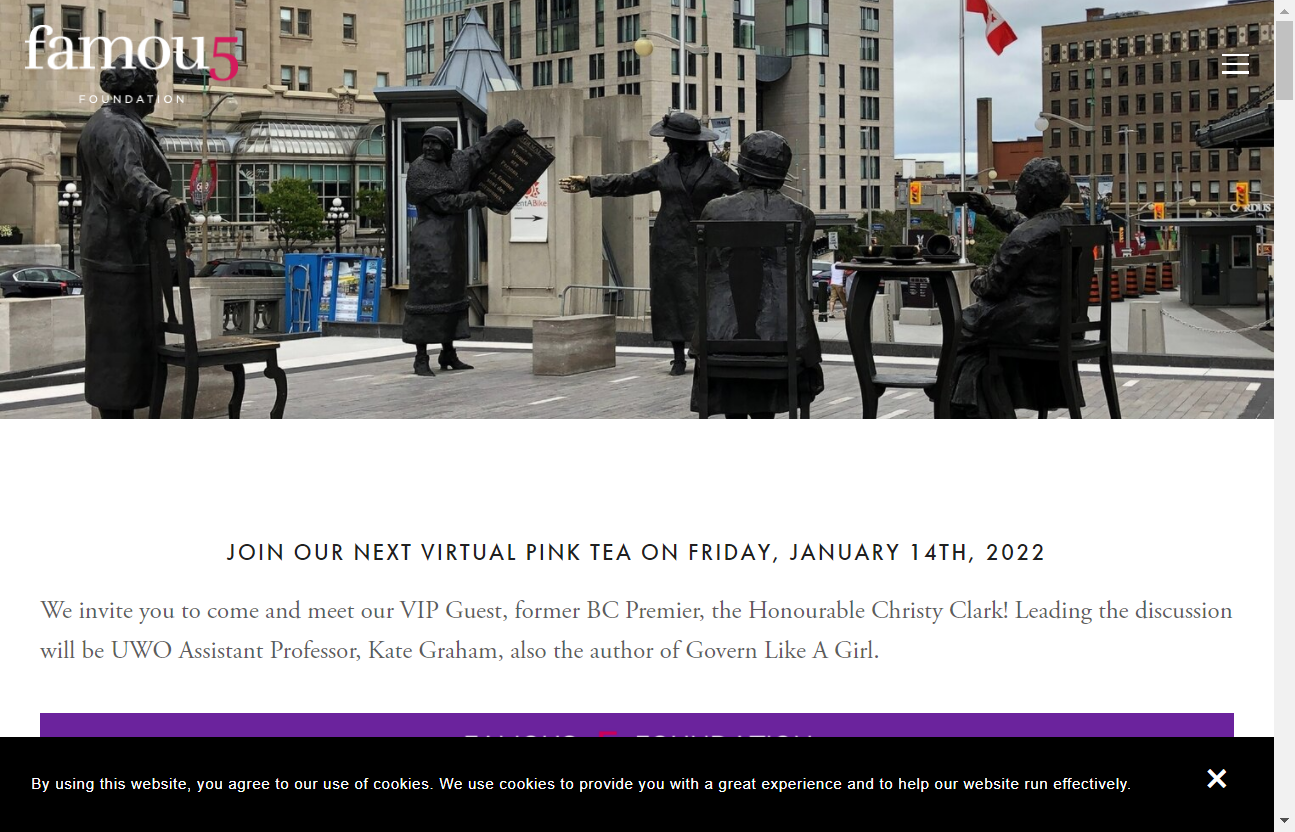 famou5
FOUNDATION
JOIN OUR NEXT VIRTUAL PINK TEA ON FRIDAY, JANUARY 14TH, 2022
We invite you to come and meet our VIP Guest, former BC Premier, the Honourable Christy Clark! Leading the discussion
will be UWO Assistant Professor, Kate Graham, also the author of Govern Like A Girl.
FAMOUS 5 FOUNDATION
By using this website, you agree to our use of cookies. We use cookies to provide you with a great experience and to help our website run effectively.